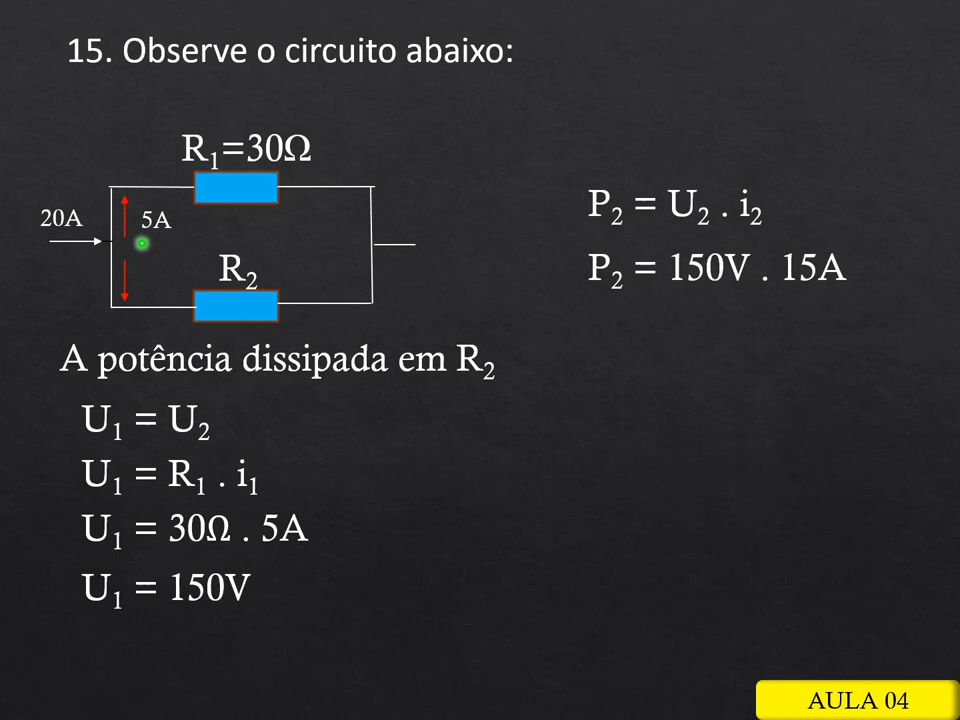 15. Observe o circuito abaixo:
R₁=30Ω
20A
5A
R₂
A potência dissipada em R₂
U₁ = U₂
U₁ = R₁ . i₁
U₁ = 30Ω . 5A
U₁ = 150V
P₂ = U₂ . i₂
P₂ = 150V . 15A
AULA 04